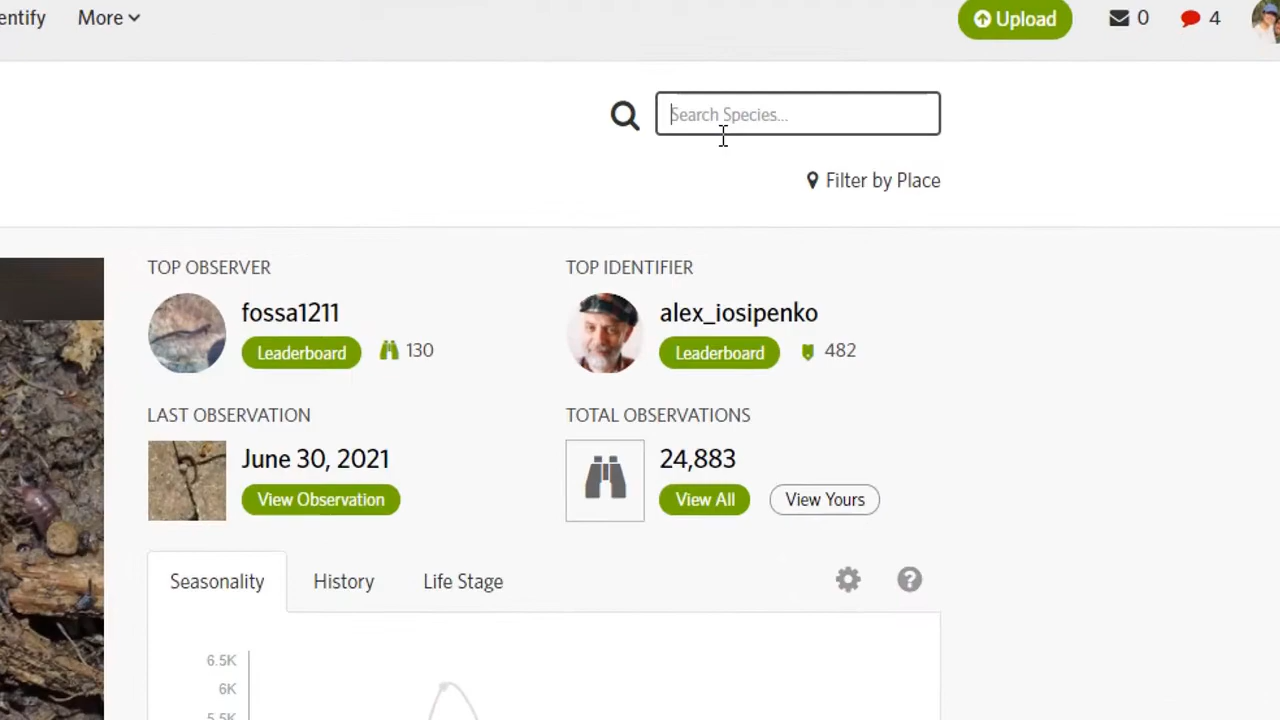 entify More Upload 0 4
Search Species...
Filter by Place
TOP OBSERVER TOP IDENTIFIER
fossa1211 alex_iosipenko
Leaderboard 130 Leaderboard 482
LAST OBSERVATION TOTAL OBSERVATIONS
June 30, 2021 24,883
View Observation View All View Yours
Seasonality History Life Stage ?
6.5K
6K
5.5K